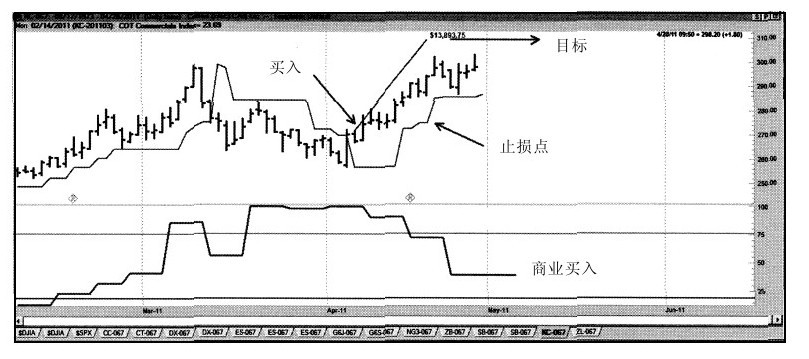 Mon 02/14/2011 (KC-201103) COT Commercials Index= 23.69
$13,893.75
4/28/11 09:50 = 298.20 (+1.80)
目标
买入
止损点
商业买入
310.00
300.00
290.00
280.00
270.00
260.00
250.00
100
75
50
25
Mar-11
Apr-11
May-11
Jun-11
$DJIA
$DJIA
$SPX
CC-067
CT-067
DX-067
DX-067
ES-067
ES-067
ES-067
G6J-067
G6S-067
NG3-067
ZB-067
SB-067
SB-067
KC-067
ZL-067